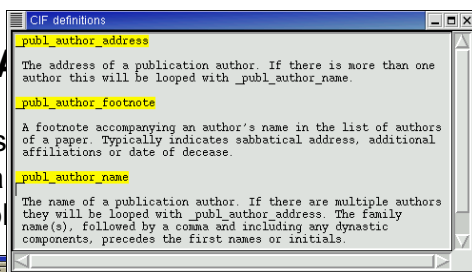 CIF definitions
_publ_author_address
The address of a publication author. If there is more than one
author this will be looped with _publ_author_name.
_publ_author_footnote
A footnote accompanying an author's name in the list of authors
of a paper. Typically indicates sabbatical address, additional
affiliations or date of decease.
_publ_author_name
The name of a publication author. If there are multiple authors
they will be looped with _publ_author_address. The family
name(s), followed by a comma and including any dynastic
components, precedes the first names or initials.